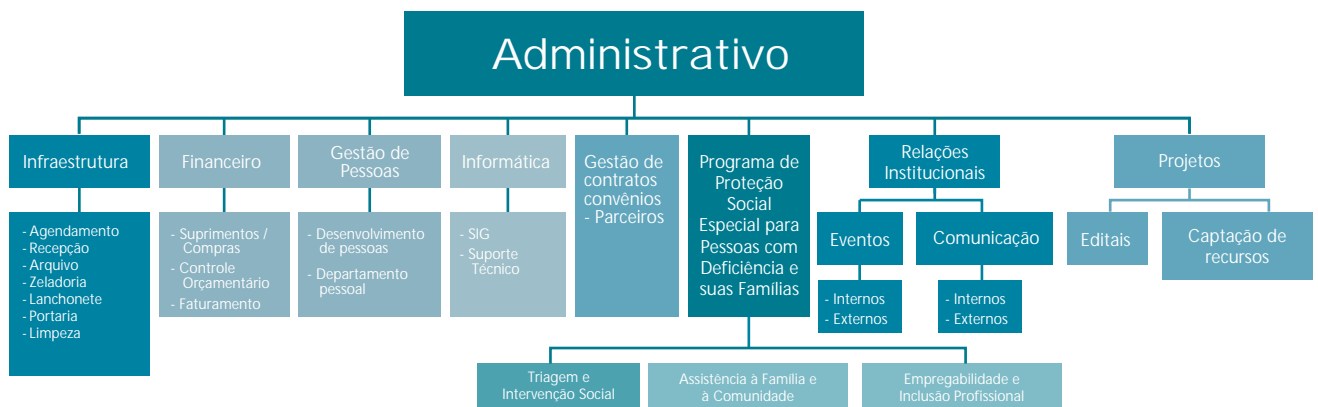 Administrativo
Infraestrutura
- Agendamento
- Recepção
- Arquivo
- Zeladoria
- Lanchonete
- Portaria
- Limpeza
Financeiro
- Suprimentos /
Compras
- Controle
Orçamentário
- Faturamento
Gestão de
Pessoas
- Desenvolvimento
de pessoas
- Departamento
pessoal
Informática
- SIG
- Suporte
Técnico
Gestão de
contratos
convênios
- Parceiros
Programa de
Proteção
Social
Especial para
Pessoas com
Deficiência e
suas Famílias
Triagem e
Intervenção Social
Assistência à Família e
à Comunidade
Empregabilidade e
Inclusão Profissional
Relações
Institucionais
Eventos
- Internos
- Externos
Comunicação
- Internos
- Externos
Projetos
Editais
Captação de
recursos